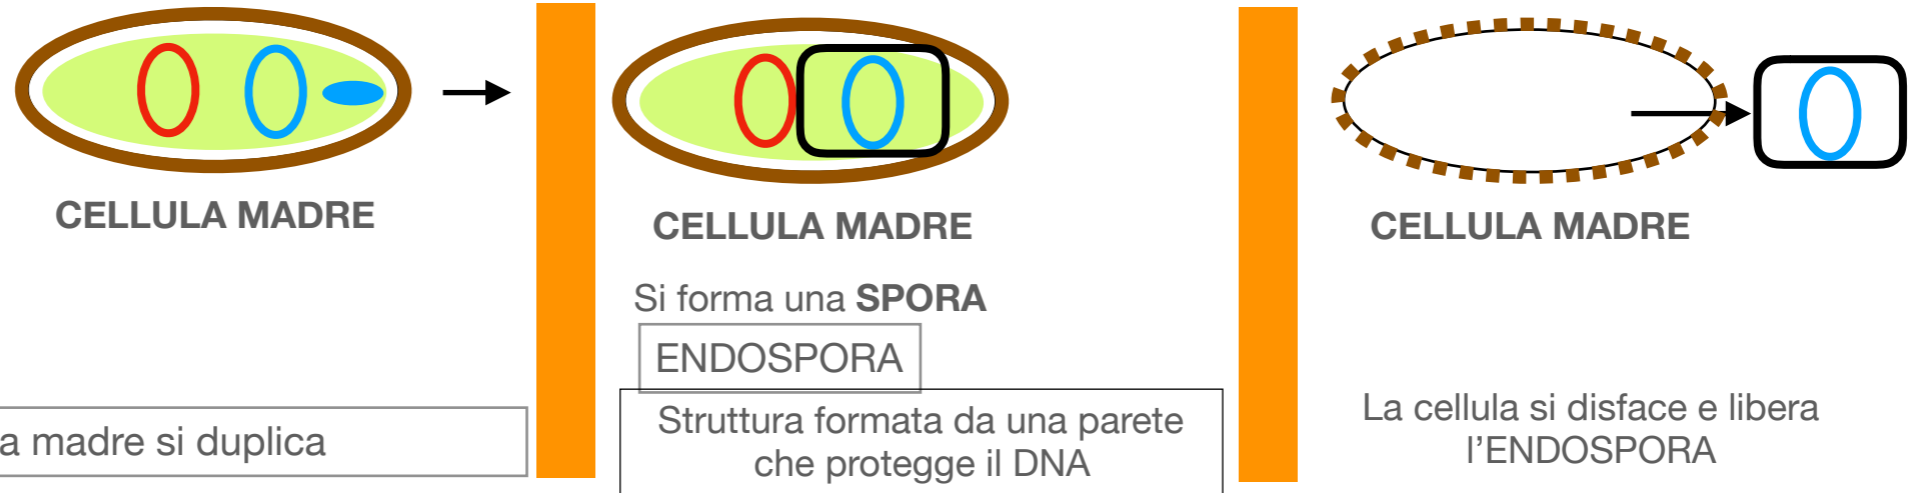 CELLULA MADRE
a madre si duplica
CELLULA MADRE
Si forma una SPORA
ENDOSPORA
Struttura formata da una parete
che protegge il DNA
CELLULA MADRE
La cellula si disface e libera
l'ENDOSPORA